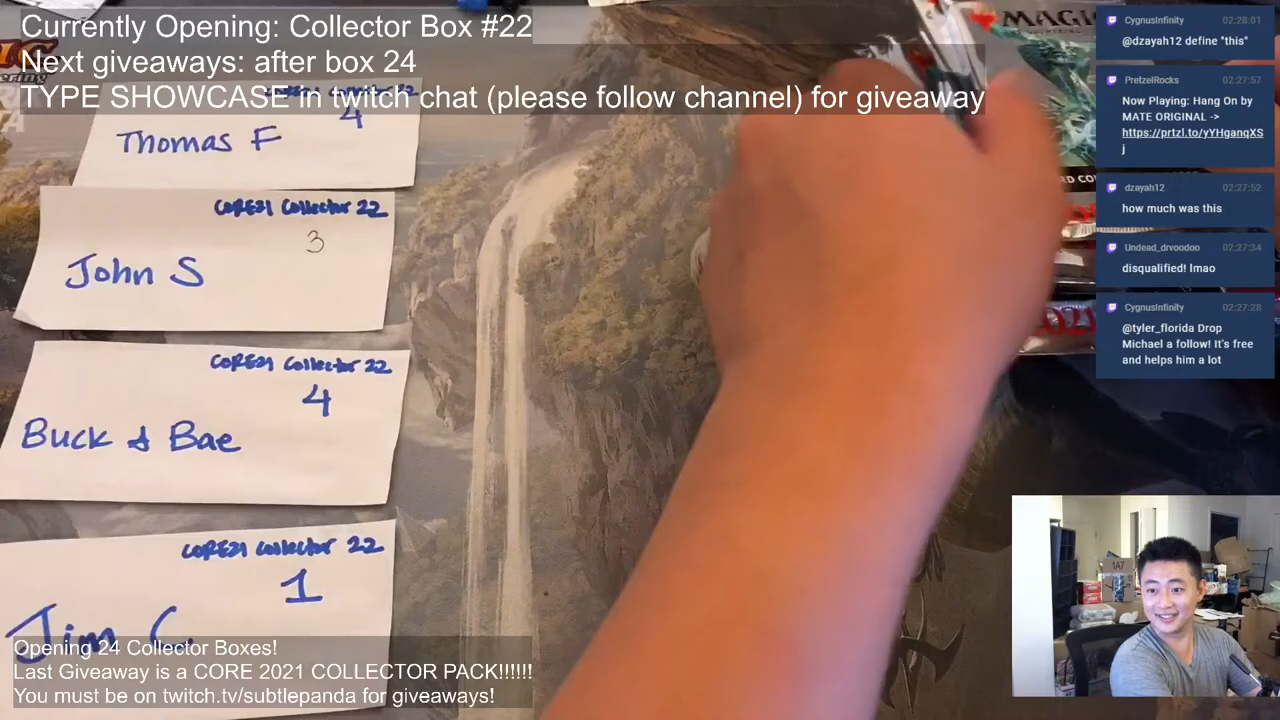 Currently Opening: Collector Box #22
Next giveaways: after box 24
TYPE SHOWCASE in twitch chat (please follow channel) for giveaway
4
Thomas F
CORE21 Collector 22
3
John S
CORE21 Collector 22
4
Buck & Bae
CORE21 Collector 22
1
Jim C.
Opening 24 Collector Boxes!
Last Giveaway is a CORE 2021 COLLECTOR PACK!!!!!!
You must be on twitch.tv/subtlepanda for giveaways!
MAGIC
CygnusInfinity 02:28:01
@dzayah12 define "this"
PretzelRocks 02:27:57
Now Playing: Hang On by
MATE ORIGINAL ->
https://prtzl.to/yYHganqXS
j
dzayah12 02:27:52
how much was this
Undead_drvoodoo 02:27:34
disqualified! lmao
CygnusInfinity 02:27:28
@tyler_florida Drop
Michael a follow! It's free
and helps him a lot
1A7